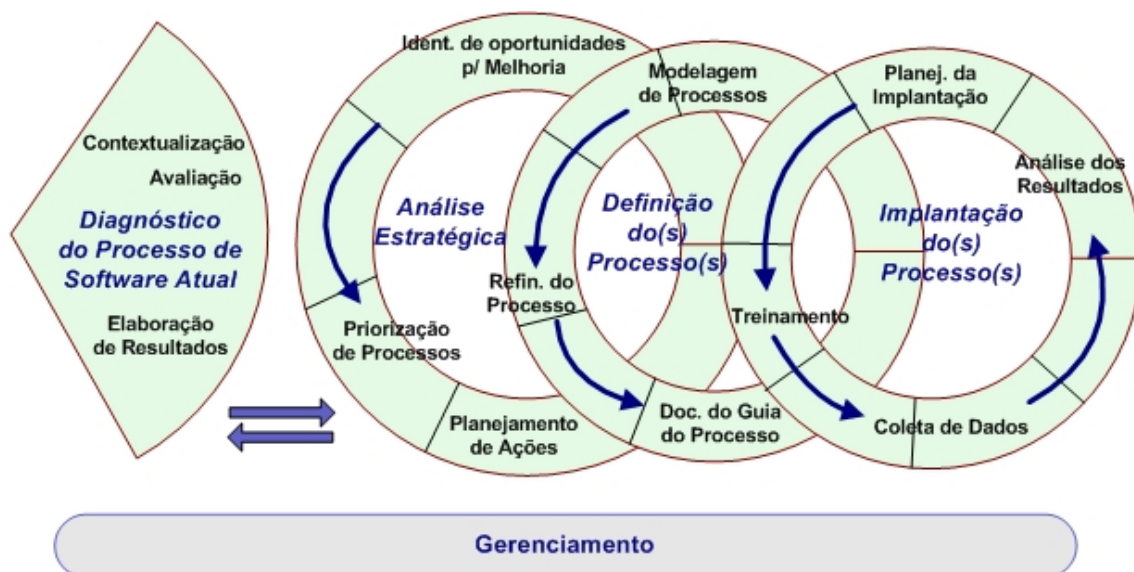 Contextualização
Avaliação
Diagnóstico
do Processo de
Software Atual
Elaboração
de Resultados
Ident. de oportunidades
p/ Melhoria
Análise
Estratégica
Priorização
de Processos
Planejamento
de Ações
Modelagem
de Processos
Definição
do(s)
Processo(s)
Refin. do
Processo
Doc. do Guia
do Processo
Planej. da
Implantação
Análise dos
Resultados
Implantação
do(s)
Processo(s)
Treinamento
Coleta de Dados
Gerenciamento